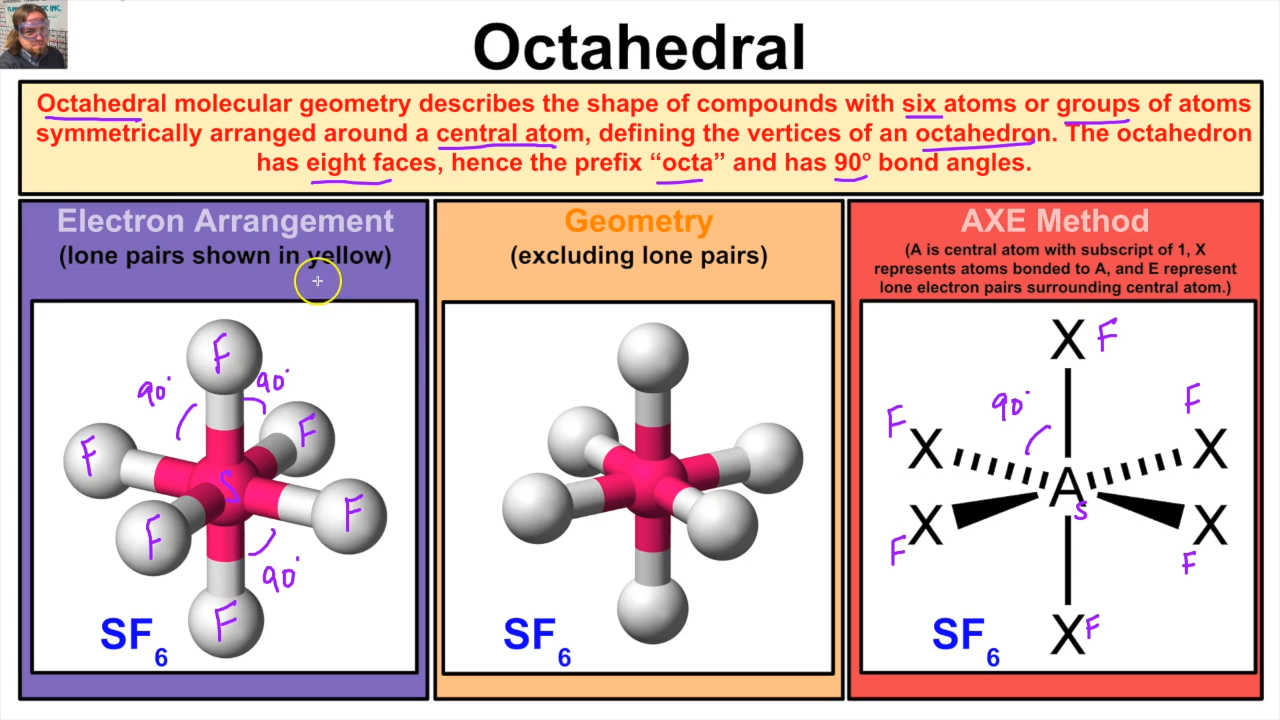 Octahedral
Octahedral molecular geometry describes the shape of compounds with six atoms or groups of atoms
symmetrically arranged around a central atom, defining the vertices of an octahedron. The octahedron
has eight faces, hence the prefix “octa” and has 90º bond angles.
Electron Arrangement
(lone pairs shown in yellow)
F
90°
90°
F
F
S
F
F
90°
F
SF6
Geometry
(excluding lone pairs)
SF6
AXE Method
(A is central atom with subscript of 1, X
represents atoms bonded to A, and E represent
lone electron pairs surrounding central atom.)
X F
90°
F
F
X
X
A
S
X
X
F
F
X F
SF6